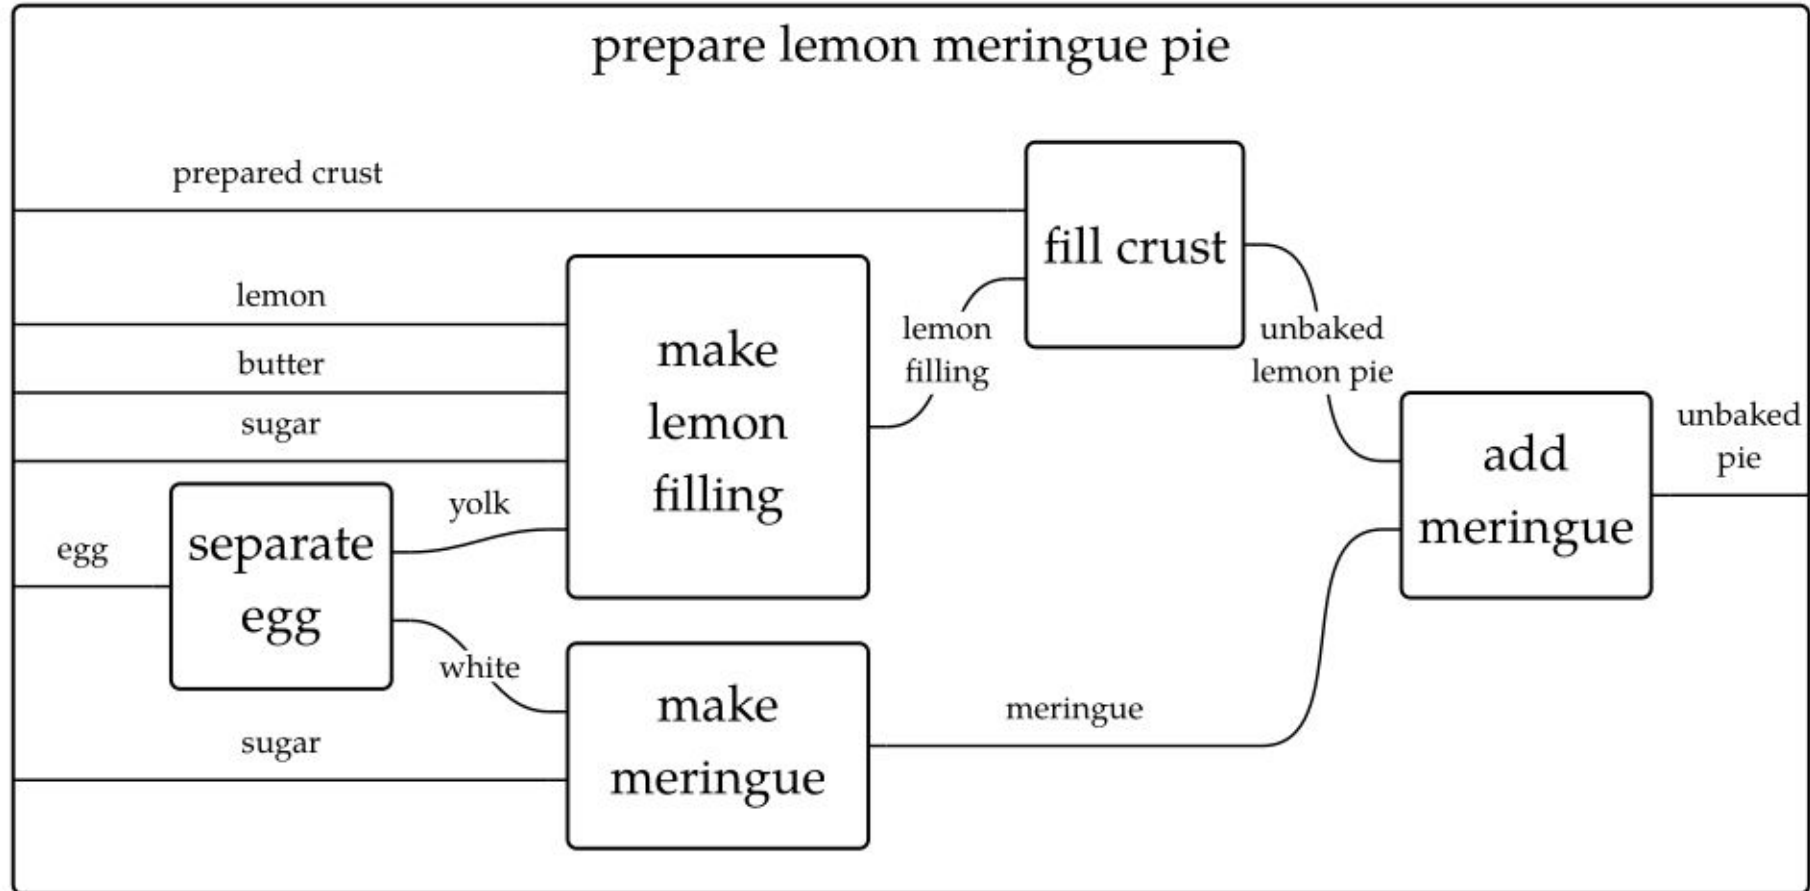 prepare lemon meringue pie
prepared crust
fill crust
lemon
butter
sugar
make
lemon
filling
lemon
filling
unbaked
lemon pie
add
meringue
unbaked
pie
egg
separate
egg
yolk
white
sugar
make
meringue
meringue